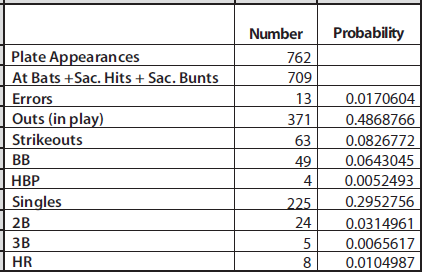 Number Probability
Plate Appearances 762
At Bats +Sac. Hits + Sac. Bunts 709
Errors 13 0.0170604
Outs (in play) 371 0.4868766
Strikeouts 63 0.0826772
BB 49 0.0643045
HBP 4 0.0052493
Singles 225 0.2952756
2B 24 0.0314961
3B 5 0.0065617
HR 8 0.0104987